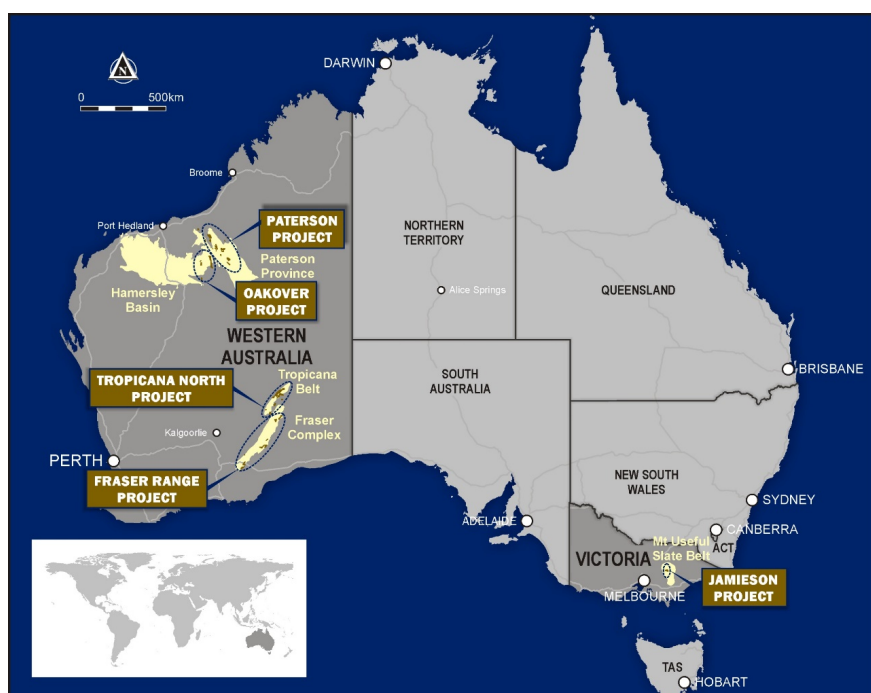 DARWIN
N
0 500km
Broome
Port Hedland
PATERSON
PROJECT
NORTHERN
TERRITORY
Paterson
Province
Hamersley
Basin
OAKOVER
PROJECT
Alice Springs
QUEENSLAND
WESTERN
AUSTRALIA
TROPICANA NORTH
PROJECT
Tropicana
Belt
SOUTH
AUSTRALIA
BRISBANE
Kalgoorlie
Fraser
Complex
PERTH
FRASER RANGE
PROJECT
NEW SOUTH
WALES
SYDNEY
ADELAIDE
CANBERRA
ACT
Mt Useful
Slate Belt
VICTORIA
MELBOURNE
JAMIESON
PROJECT
TAS
HOBART